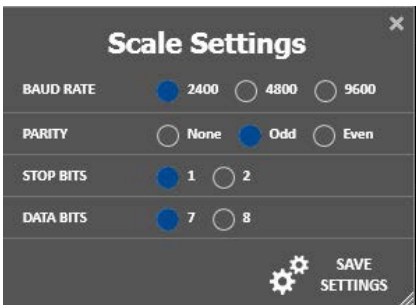 Scale Settings
BAUD RATE 2400 4800 9600
PARITY None Odd Even
STOP BITS 1 2
DATA BITS 7 8
SAVE
SETTINGS